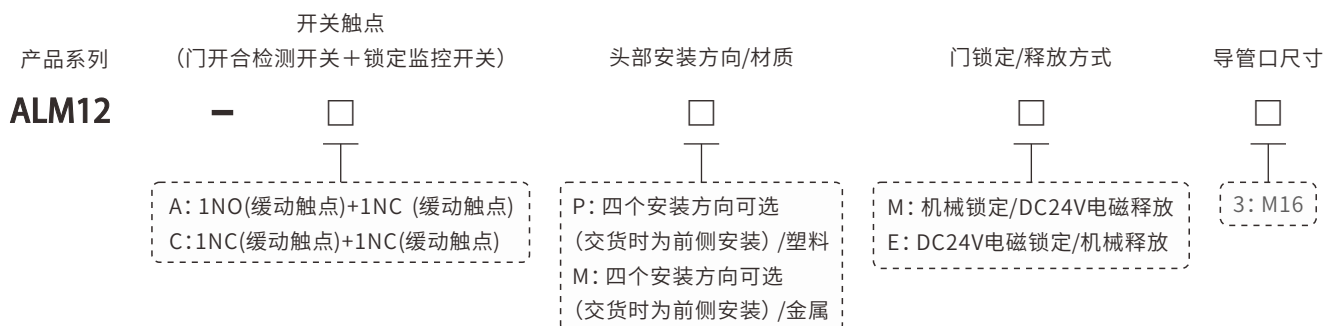 开关触点
产品系列 （门开合检测开关＋锁定监控开关） 头部安装方向/材质 门锁定/释放方式 导管口尺寸
ALM12 - □ □ □ □
A：1NO(缓动触点)+1NC (缓动触点)
C：1NC(缓动触点)+1NC(缓动触点)
P：四个安装方向可选
（交货时为前侧安装）/塑料
M：四个安装方向可选
（交货时为前侧安装）/金属
M：机械锁定/DC24V电磁释放
E：DC24V电磁锁定/机械释放
3：M16